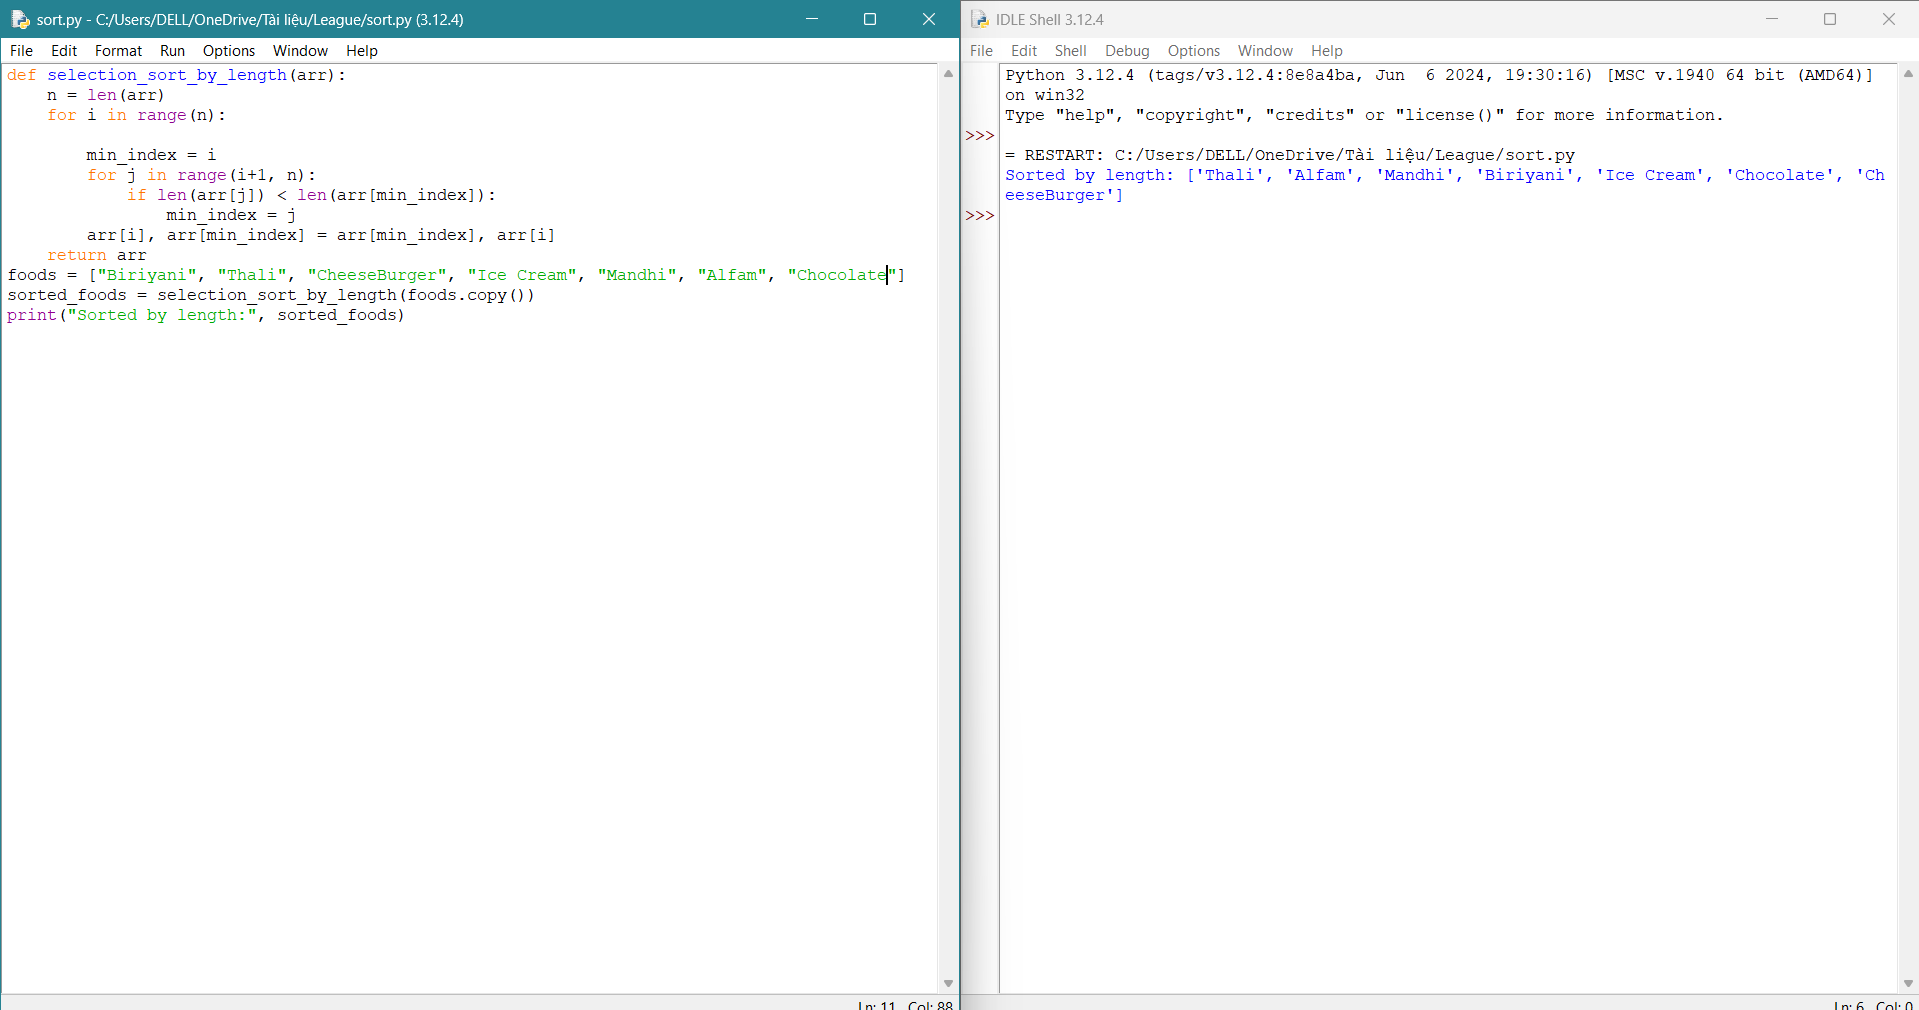 sort.py - C:/Users/DELL/OneDrive/Tài liệu/League/sort.py (3.12.4)
File Edit Format Run Options Window Help
def selection_sort_by_length(arr):
    n = len(arr)
    for i in range(n):
        min_index = i
        for j in range(i+1, n):
            if len(arr[j]) < len(arr[min_index]):
                min_index = j
        arr[i], arr[min_index] = arr[min_index], arr[i]
    return arr
foods = ["Biriyani", "Thali", "CheeseBurger", "Ice Cream", "Mandhi", "Alfam", "Chocolate"]
sorted_foods = selection_sort_by_length(foods.copy())
print("Sorted by length:", sorted_foods)
Ln: 11 Col: 88
IDLE Shell 3.12.4
File Edit Shell Debug Options Window Help
Python 3.12.4 (tags/v3.12.4:8e8a4ba, Jun  6 2024, 19:30:16) [MSC v.1940 64 bit (AMD64)]
on win32
Type "help", "copyright", "credits" or "license()" for more information.
>>>
= RESTART: C:/Users/DELL/OneDrive/Tài liệu/League/sort.py
Sorted by length: ['Thali', 'Alfam', 'Mandhi', 'Biriyani', 'Ice Cream', 'Chocolate', 'Ch
eeseBurger']
>>>
Ln: 6 Col: 0